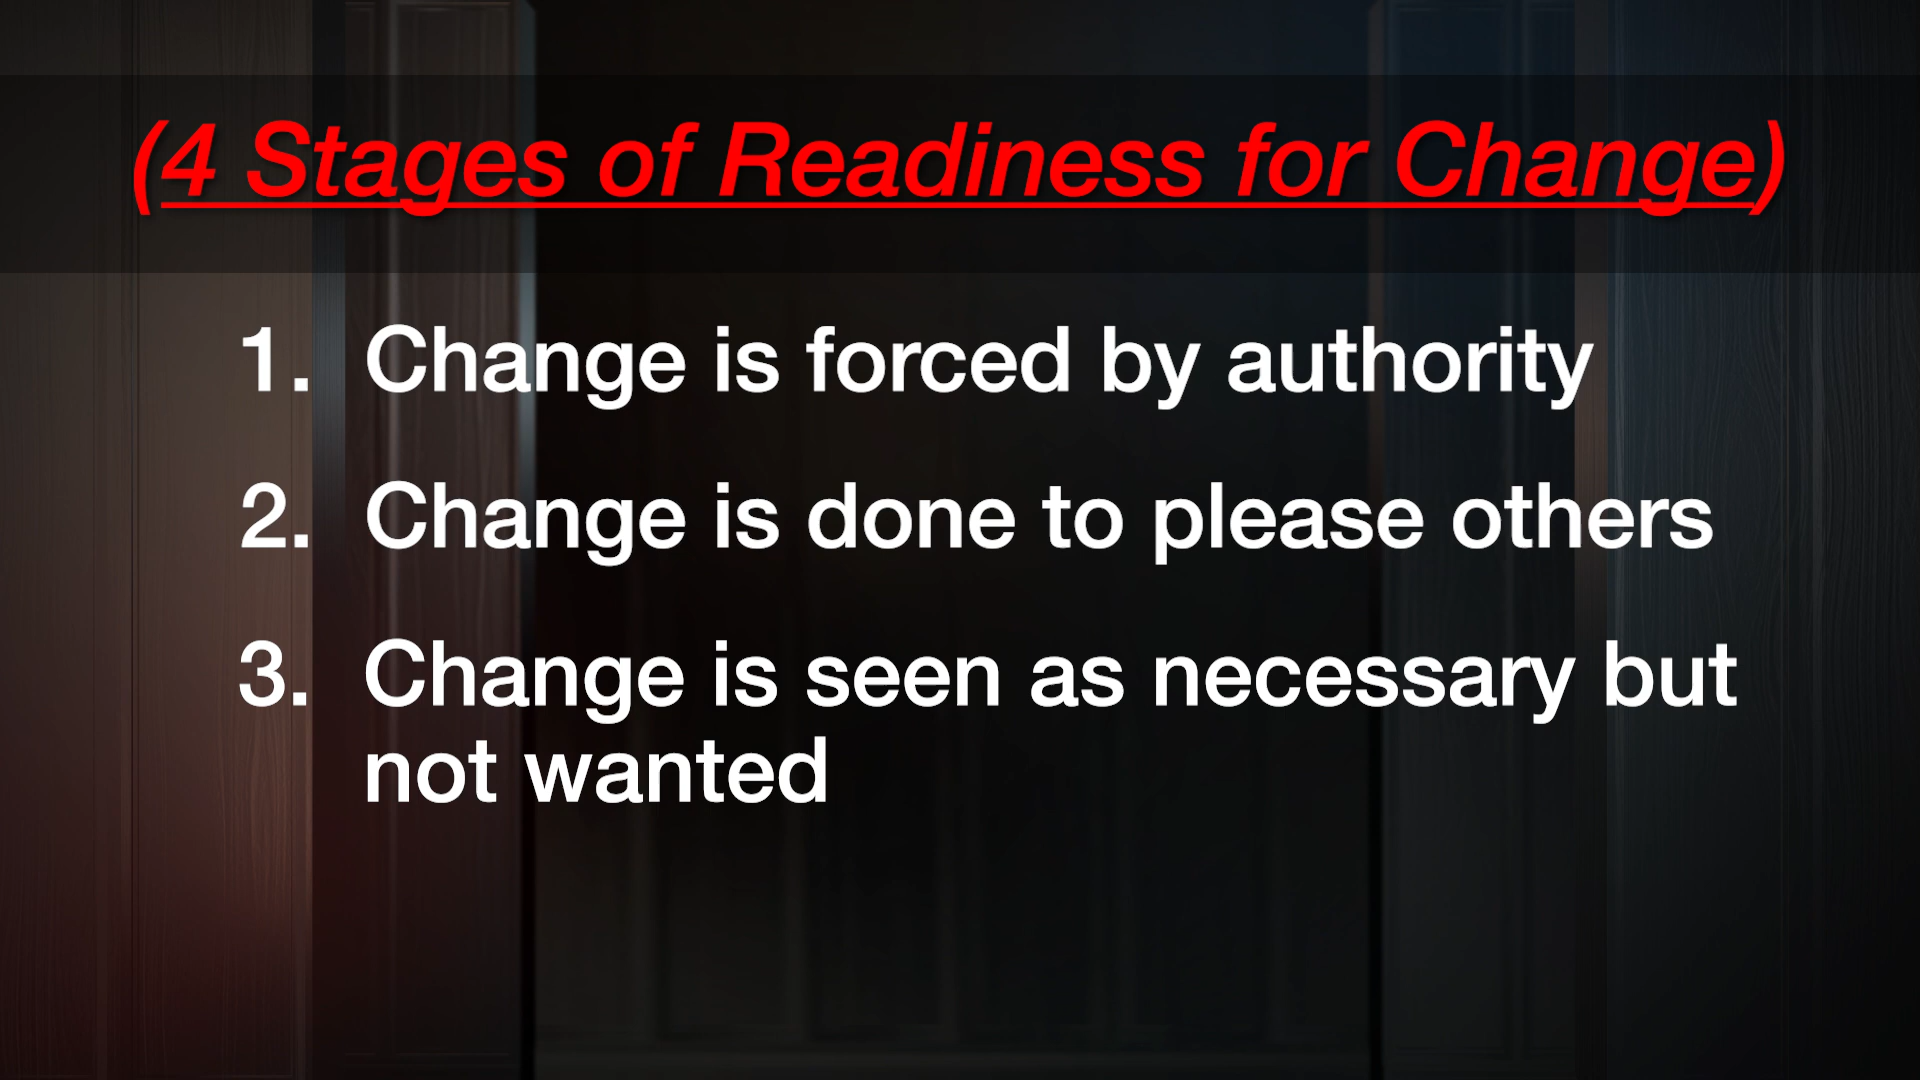 (4 Stages of Readiness for Change)
1. Change is forced by authority
2. Change is done to please others
3. Change is seen as necessary but
not wanted